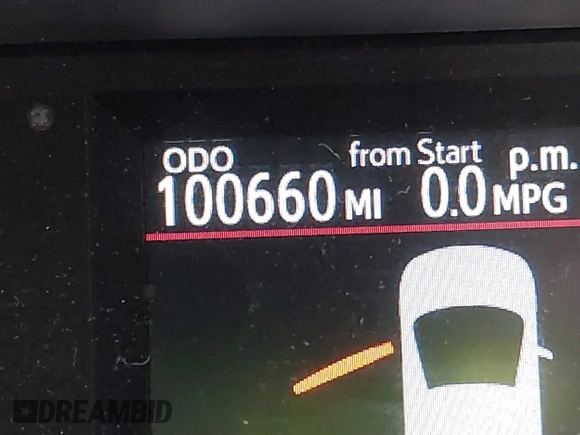 ODO from Start p.m.
100660 MI 0.0 MPG
DREAMBID